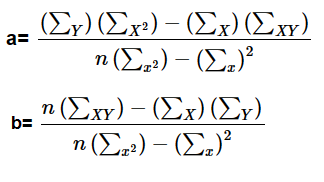 a= (∑Y) (∑X²) − (∑X) (∑XY) / n (∑x²) − (∑x)²
b= n (∑XY) − (∑X) (∑Y) / n (∑x²) − (∑x)²